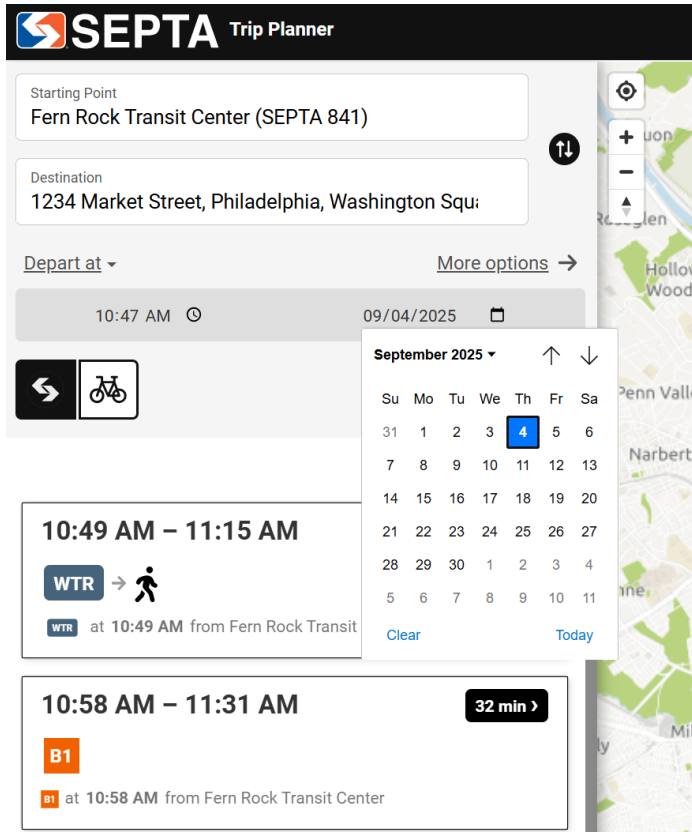 SEPTA Trip Planner
Starting Point
Fern Rock Transit Center (SEPTA 841)
Destination
1234 Market Street, Philadelphia, Washington Squ
Depart at
More options
10:47 AM
09/04/2025
September 2025
Su Mo Tu We Th Fr Sa
31 1 2 3 4 5 6
7 8 9 10 11 12 13
14 15 16 17 18 19 20
21 22 23 24 25 26 27
28 29 30 1 2 3 4
5 6 7 8 9 10 11
Clear Today
10:49 AM – 11:15 AM
WTR
WTR at 10:49 AM from Fern Rock Transit
10:58 AM – 11:31 AM
32 min
B1
B1 at 10:58 AM from Fern Rock Transit Center
Hollow
Wood
Penn Valle
Narbert